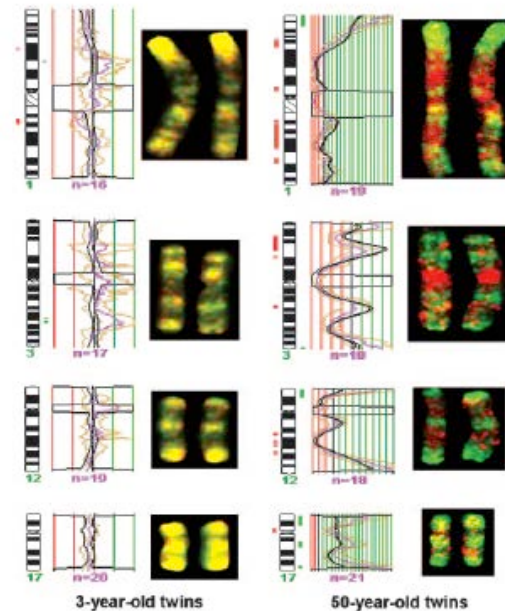 1 n=16 1 n=19
3 n=17 3 n=18
12 n=19 12 n=18
17 n=20 17 n=21
3-year-old twins 50-year-old twins